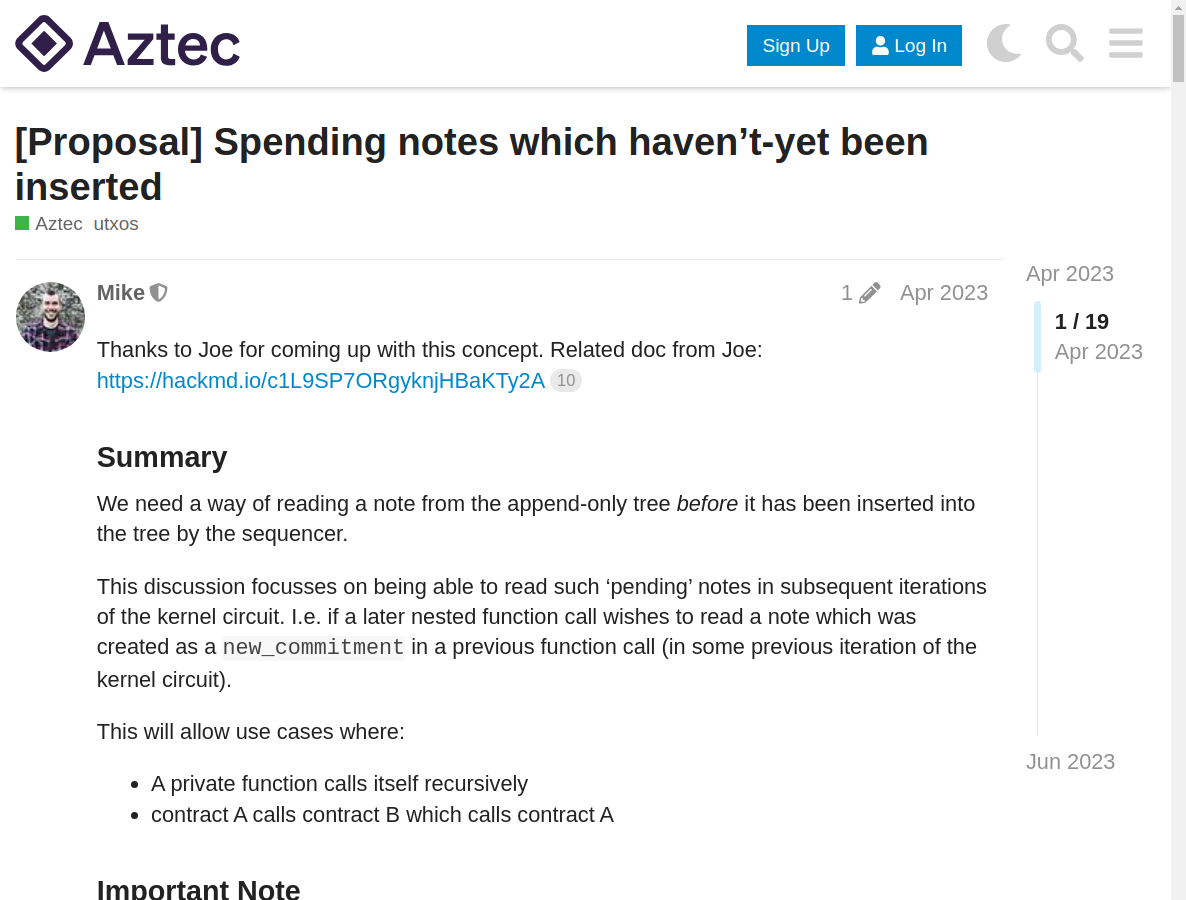 Aztec
Sign Up
Log In
[Proposal] Spending notes which haven’t-yet been
inserted
Aztec utxos
Apr 2023
Mike
1
Apr 2023
1 / 19
Apr 2023
Thanks to Joe for coming up with this concept. Related doc from Joe:
https://hackmd.io/c1L9SP7ORgyknjHBaKTy2A 10
Summary
We need a way of reading a note from the append-only tree before it has been inserted into
the tree by the sequencer.
This discussion focusses on being able to read such ‘pending’ notes in subsequent iterations
of the kernel circuit. I.e. if a later nested function call wishes to read a note which was
created as a new_commitment in a previous function call (in some previous iteration of the
kernel circuit).
This will allow use cases where:
Jun 2023
A private function calls itself recursively
contract A calls contract B which calls contract A
Important Note